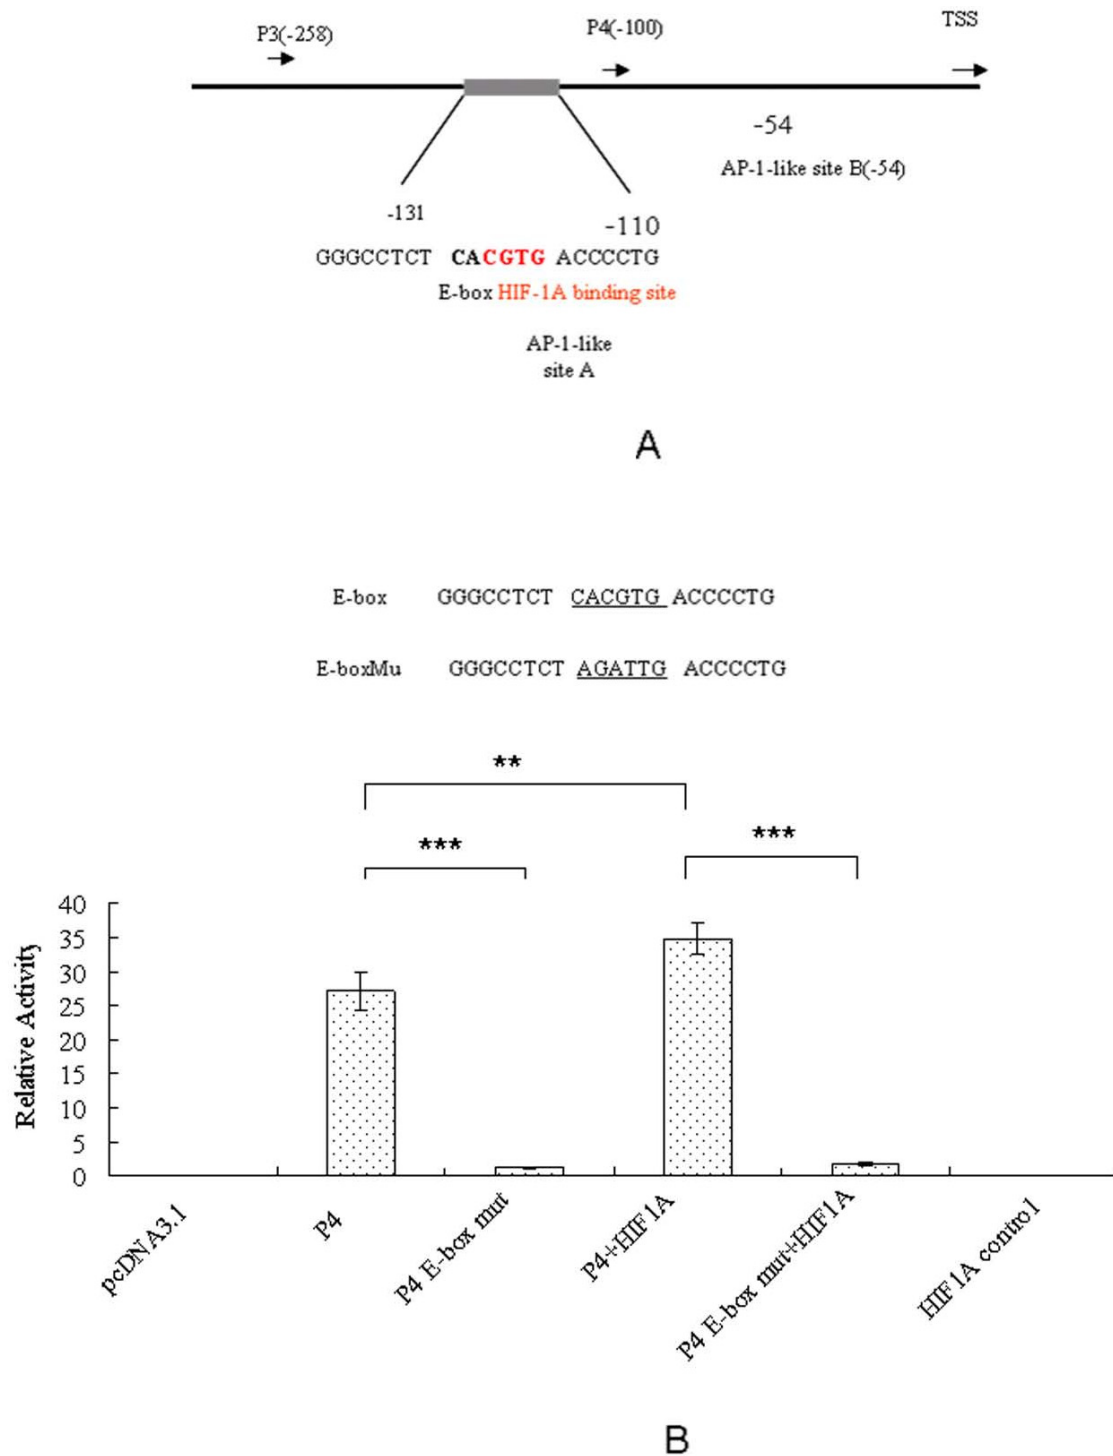 P3(-258)
P4(-100)
TSS
-54
AP-1-like site B(-54)
-131
-110
GGGCCTCT CACGTG ACCCCTG
E-box HIF-1A binding site
AP-1-like
site A
A
E-box GGGCCTCT CACGTG ACCCCTG
E-boxMu GGGCCTCT AGATTG ACCCCTG
**
***
***
40
35
30
25
20
15
10
5
0
Relative Activity
pcDNA3.1
P4
P4 E-box mut
P4+HIF1A
P4 E-box mut+HIF1A
HIF1A control
B